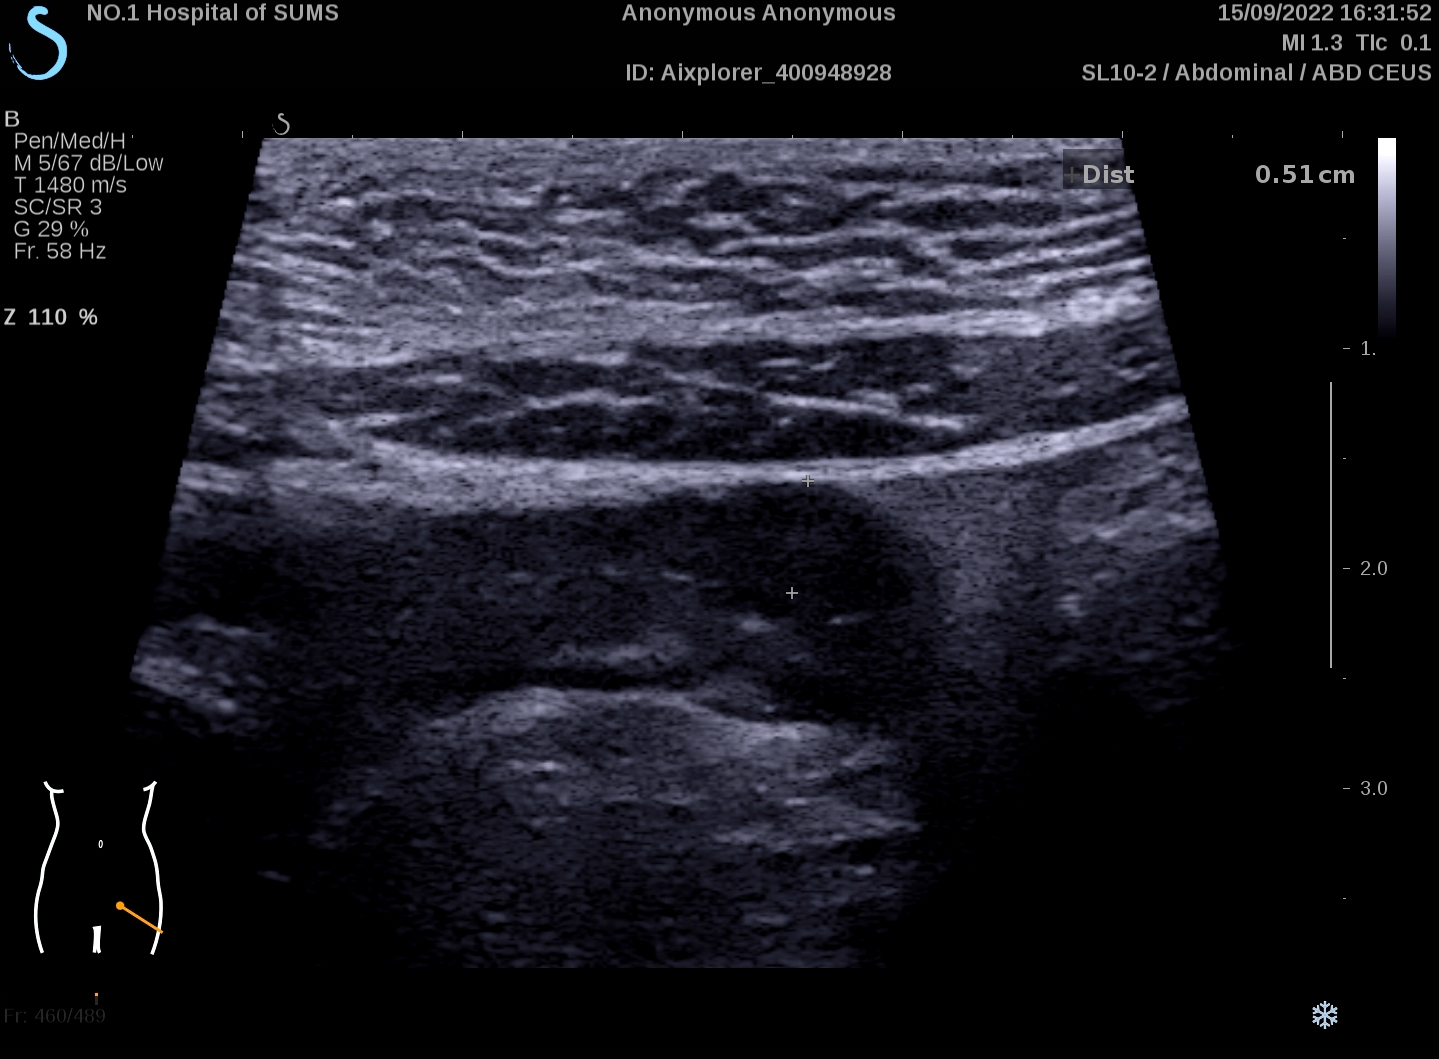 NO.1 Hospital of SUMS
Anonymous Anonymous
15/09/2022 16:31:52
MI 1.3 TIc 0.1
ID: Aixplorer_400948928
SL10-2 / Abdominal / ABD CEUS
B
Pen/Med/H
M 5/67 dB/Low
T 1480 m/s
SC/SR 3
G 29 %
Fr. 58 Hz
Z 110 %
+ Dist 0.51 cm
1.
2.0
3.0
Fr: 460/489